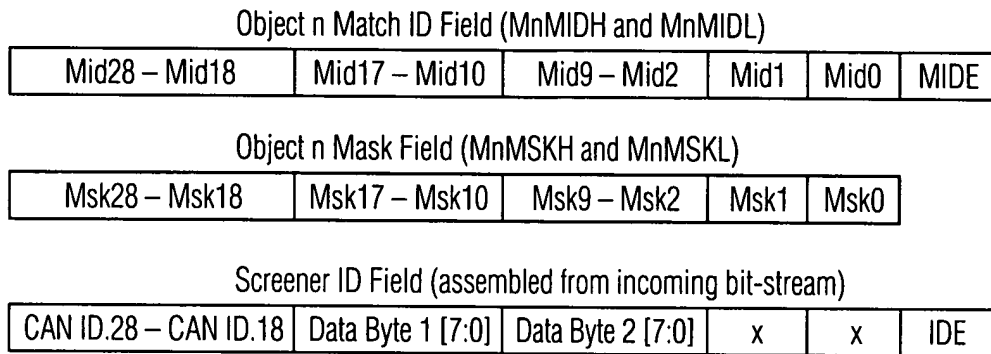 Object n Match ID Field (MnMIDH and MnMIDL)
Mid28 – Mid18 Mid17 – Mid10 Mid9 – Mid2 Mid1 Mid0 MIDE
Object n Mask Field (MnMSKH and MnMSKL)
Msk28 – Msk18 Msk17 – Msk10 Msk9 – Msk2 Msk1 Msk0
Screener ID Field (assembled from incoming bit-stream)
CAN ID.28 – CAN ID.18 Data Byte 1 [7:0] Data Byte 2 [7:0] x x IDE